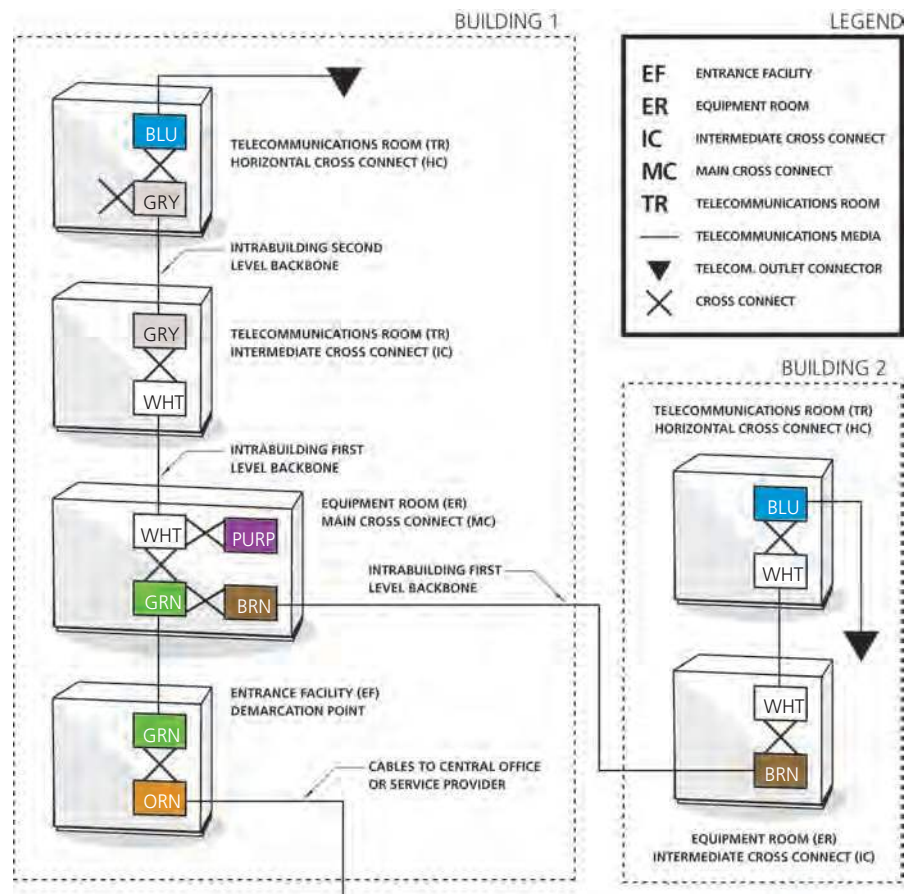 BUILDING 1
BLU
GRY
TELECOMMUNICATIONS ROOM (TR)
HORIZONTAL CROSS CONNECT (HC)
INTRABUILDING SECOND
LEVEL BACKBONE
GRY
WHT
TELECOMMUNICATIONS ROOM (TR)
INTERMEDIATE CROSS CONNECT (IC)
INTRABUILDING FIRST
LEVEL BACKBONE
WHT
PURP
GRN
BRN
EQUIPMENT ROOM (ER)
MAIN CROSS CONNECT (MC)
INTRABUILDING FIRST
LEVEL BACKBONE
GRN
ORN
ENTRANCE FACILITY (EF)
DEMARCATION POINT
CABLES TO CENTRAL OFFICE
OR SERVICE PROVIDER
LEGEND
EF ENTRANCE FACILITY
ER EQUIPMENT ROOM
IC INTERMEDIATE CROSS CONNECT
MC MAIN CROSS CONNECT
TR TELECOMMUNICATIONS ROOM
TELECOMMUNICATIONS MEDIA
TELECOM. OUTLET CONNECTOR
CROSS CONNECT
BUILDING 2
TELECOMMUNICATIONS ROOM (TR)
HORIZONTAL CROSS CONNECT (HC)
BLU
WHT
WHT
BRN
EQUIPMENT ROOM (ER)
INTERMEDIATE CROSS CONNECT (IC)